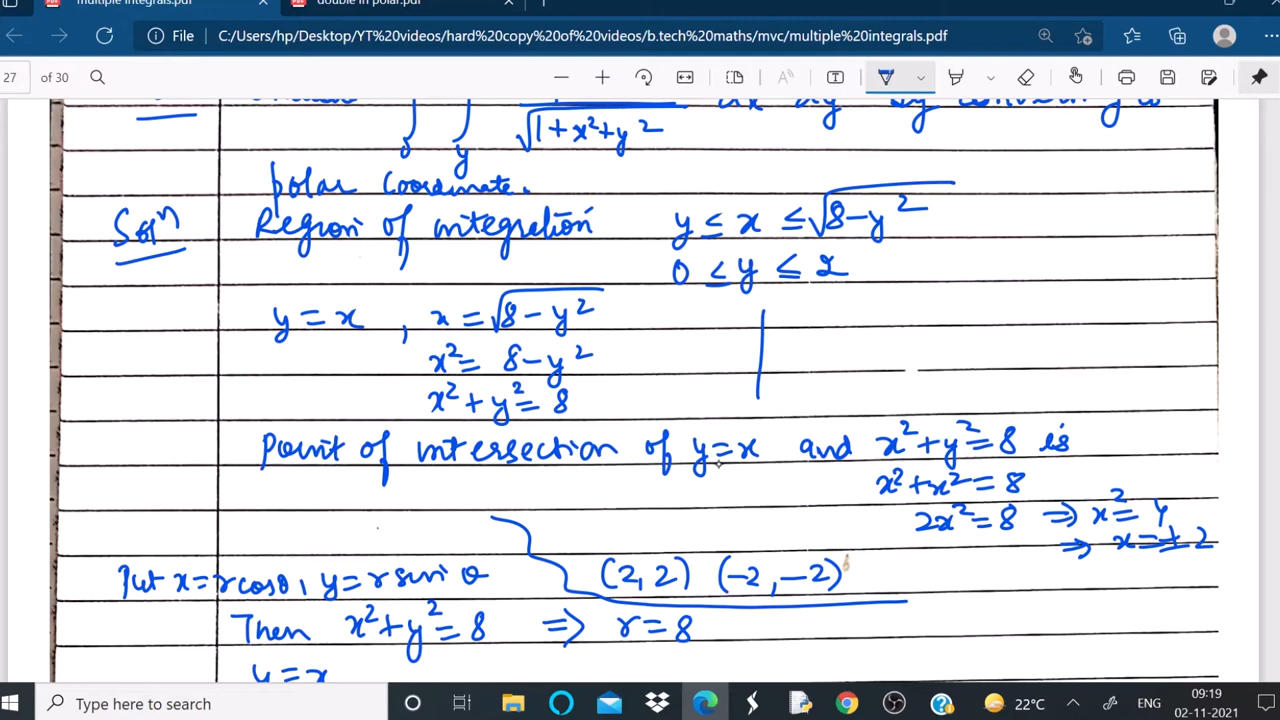 multiple integrals.pdf double in polar.pdf
File C:/Users/hp/Desktop/YT%20videos/hard%20copy%20of%20videos/b.tech%20maths/mvc/multiple%20integrals.pdf
27 of 30
√1+x²+y²
0 y
polar coordinate.
Solⁿ Region of integration y ≤ x ≤ √8-y²
0 ≤ y ≤ 2
y = x , x = √8-y²
x² = 8-y²
x²+y² = 8
Point of intersection of y=x and x²+y²=8 is
x²+x² = 8
2x² = 8 ⇒ x² = 4
⇒ x = ±2
(2, 2) (-2, -2)
Put x = r cosθ, y = r sin θ
Then x²+y² = 8 ⇒ r = 8
y = x
Type here to search
22°C ENG 09:19
02-11-2021